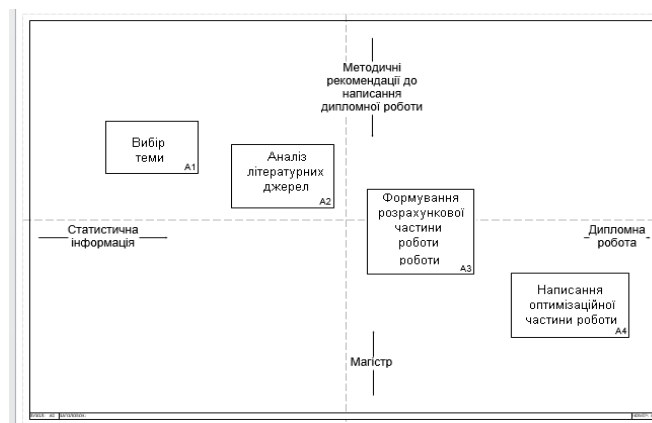 Методичні
рекомендації до
написання
дипломної роботи
Вибір
теми
A1
Аналіз
літературних
джерел
A2
Формування
розрахункової
частини
роботи
роботи
A3
Статистична
інформація
Дипломна
робота
Написання
оптимізаційної
частини роботи
A4
Магістр